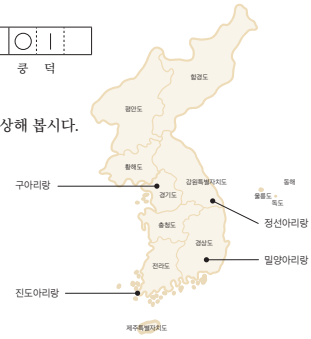 쿵 덕
상해 봅시다.
함경도
평안도
황해도
강원특별자치도
동해
구아리랑
경기도
울릉도
독도
정선아리랑
충청도
경상도
밀양아리랑
전라도
진도아리랑
제주특별자치도